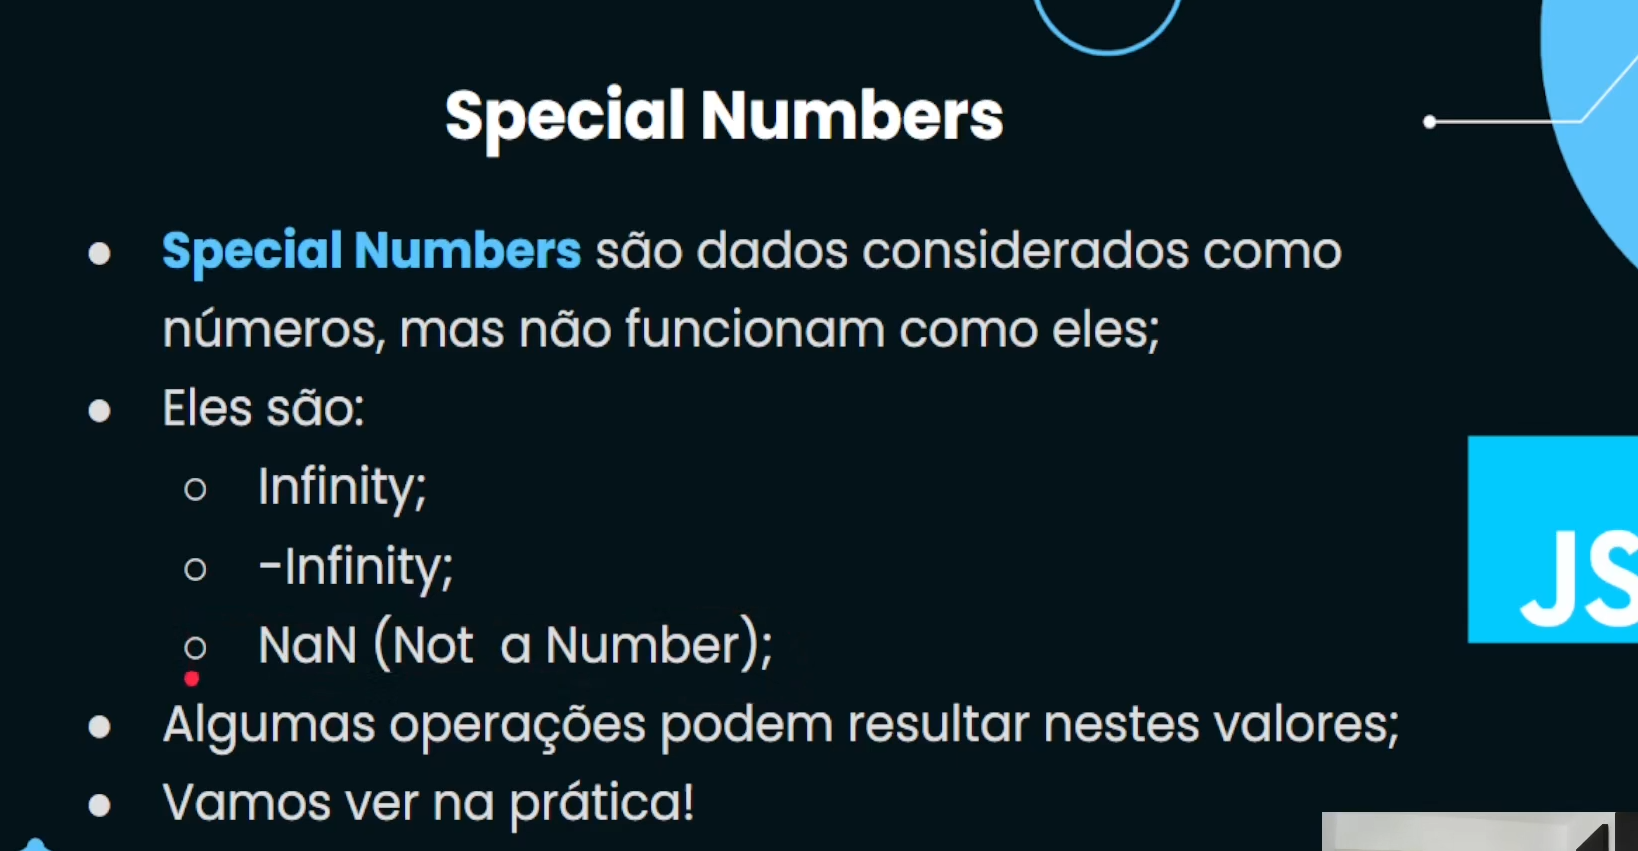 Special Numbers
● Special Numbers são dados considerados como
números, mas não funcionam como eles;
● Eles são:
○ Infinity;
○ -Infinity;
○ NaN (Not  a Number);
● Algumas operações podem resultar nestes valores;
● Vamos ver na prática!
JS